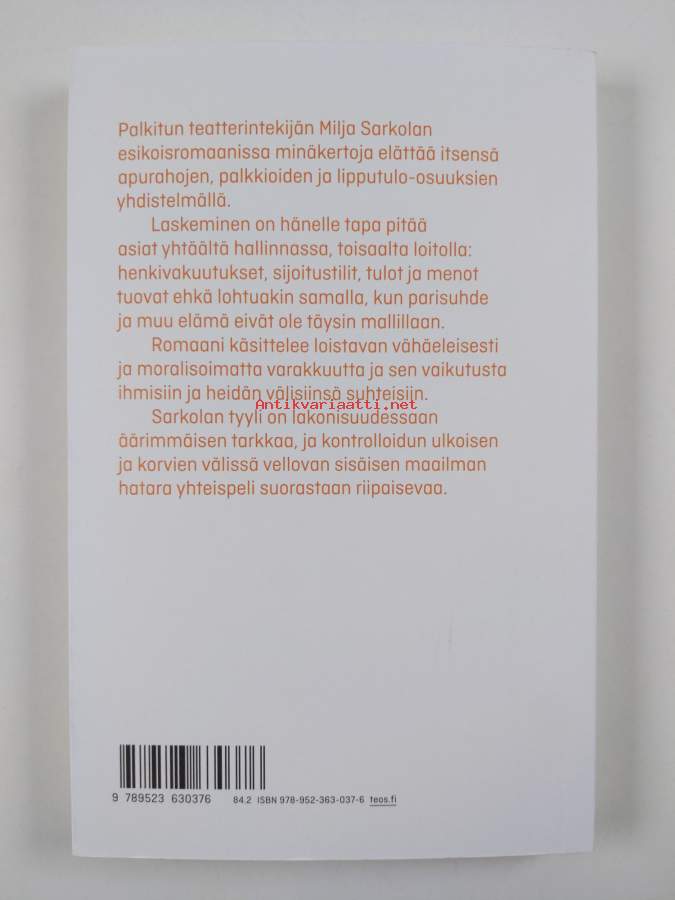 Palkitun teatterintekijän Milja Sarkolan
esikoisromaanissa minäkertoja elättää itsensä
apurahojen, palkkioiden ja lipputulo-osuuksien
yhdistelmällä.
Laskeminen on hänelle tapa pitää
asiat yhtäältä hallinnassa, toisaalta loitolla:
henkivakuutukset, sijoitustilit, tulot ja menot
tuovat ehkä lohtuakin samalla, kun parisuhde
ja muu elämä eivät ole täysin mallillaan.
Romaani käsittelee loistavan vähäeleisesti
ja moralisoimatta varakkuutta ja sen vaikutusta
ihmisiin ja heidän välisiinsä suhteisiin.
Antikvariaatti.net
Sarkolan tyyli on lakonisuudessaan
äärimmäisen tarkkaa, ja kontrolloidun ulkoisen
ja korvien välissä vellovan sisäisen maailman
hatara yhteispeli suorastaan riipaisevaa.
9 789523 630376 84.2 ISBN 978-952-363-037-6 teos.fi